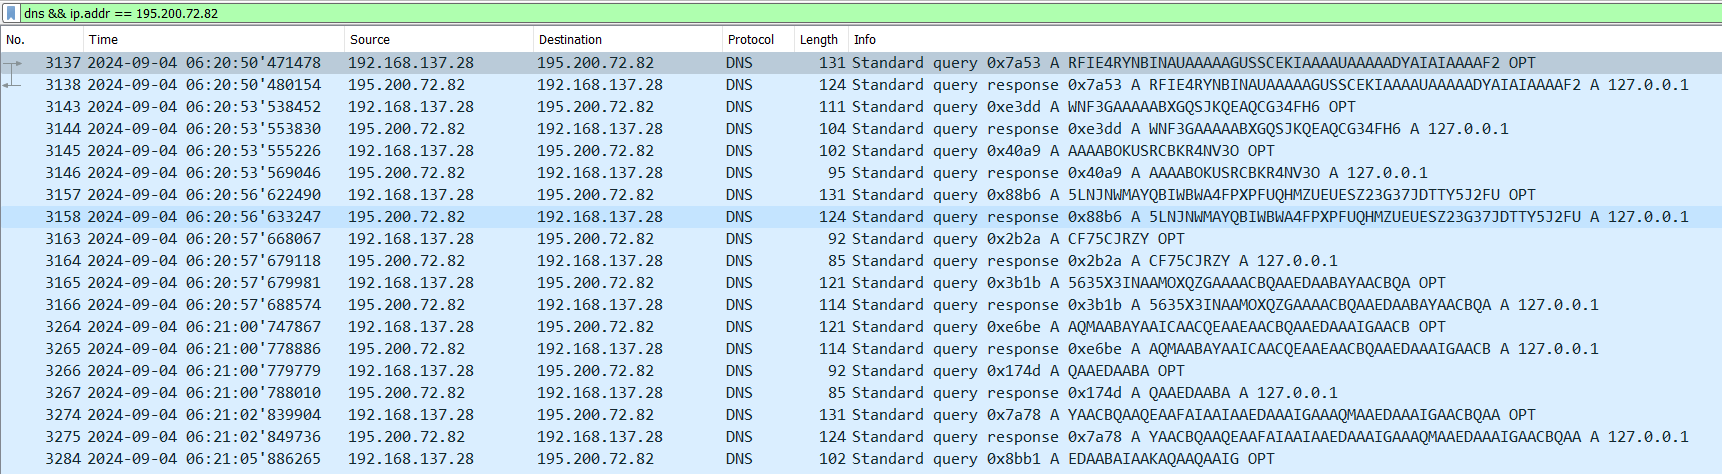 dns && ip.addr == 195.200.72.82
No. Time Source Destination Protocol Length Info
3137 2024-09-04 06:20:50'471478 192.168.137.28 195.200.72.82 DNS 131 Standard query 0x7a53 A RFIE4RYNBINAUAAAAAGUSSCEKIAAAAUAAAAADYAIAIAAAAF2 OPT
3138 2024-09-04 06:20:50'480154 195.200.72.82 192.168.137.28 DNS 124 Standard query response 0x7a53 A RFIE4RYNBINAUAAAAAGUSSCEKIAAAAUAAAAADYAIAIAAAAF2 A 127.0.0.1
3143 2024-09-04 06:20:53'538452 192.168.137.28 195.200.72.82 DNS 111 Standard query 0xe3dd A WNF3GAAAAABXGQSJKQEAQCG34FH6 OPT
3144 2024-09-04 06:20:53'553830 195.200.72.82 192.168.137.28 DNS 104 Standard query response 0xe3dd A WNF3GAAAAABXGQSJKQEAQCG34FH6 A 127.0.0.1
3145 2024-09-04 06:20:53'555226 192.168.137.28 195.200.72.82 DNS 102 Standard query 0x40a9 A AAAABOKUSRCBKR4NV3O OPT
3146 2024-09-04 06:20:53'569046 195.200.72.82 192.168.137.28 DNS 95 Standard query response 0x40a9 A AAAABOKUSRCBKR4NV3O A 127.0.0.1
3157 2024-09-04 06:20:56'622490 192.168.137.28 195.200.72.82 DNS 131 Standard query 0x88b6 A 5LNJNWMAYQBIWBWA4FPXPFUQHMZUEUESZ23G37JDTTY5J2FU OPT
3158 2024-09-04 06:20:56'633247 195.200.72.82 192.168.137.28 DNS 124 Standard query response 0x88b6 A 5LNJNWMAYQBIWBWA4FPXPFUQHMZUEUESZ23G37JDTTY5J2FU A 127.0.0.1
3163 2024-09-04 06:20:57'668067 192.168.137.28 195.200.72.82 DNS 92 Standard query 0x2b2a A CF75CJRZY OPT
3164 2024-09-04 06:20:57'679118 195.200.72.82 192.168.137.28 DNS 85 Standard query response 0x2b2a A CF75CJRZY A 127.0.0.1
3165 2024-09-04 06:20:57'679981 192.168.137.28 195.200.72.82 DNS 121 Standard query 0x3b1b A 5635X3INAAMOXQZGAAAACBQAAEDAABAYAACBQA OPT
3166 2024-09-04 06:20:57'688574 195.200.72.82 192.168.137.28 DNS 114 Standard query response 0x3b1b A 5635X3INAAMOXQZGAAAACBQAAEDAABAYAACBQA A 127.0.0.1
3264 2024-09-04 06:21:00'747867 192.168.137.28 195.200.72.82 DNS 121 Standard query 0xe6be A AQMAABAYAAICAACQEAAEAACBQAAEDAAAIGAACB OPT
3265 2024-09-04 06:21:00'778886 195.200.72.82 192.168.137.28 DNS 114 Standard query response 0xe6be A AQMAABAYAAICAACQEAAEAACBQAAEDAAAIGAACB A 127.0.0.1
3266 2024-09-04 06:21:00'779779 192.168.137.28 195.200.72.82 DNS 92 Standard query 0x174d A QAAEDAABA OPT
3267 2024-09-04 06:21:00'788010 195.200.72.82 192.168.137.28 DNS 85 Standard query response 0x174d A QAAEDAABA A 127.0.0.1
3274 2024-09-04 06:21:02'839904 192.168.137.28 195.200.72.82 DNS 131 Standard query 0x7a78 A YAACBQAAQEAAFAIAAIAAEDAAAIGAAAQMAAEDAAAIGAACBQAA OPT
3275 2024-09-04 06:21:02'849736 195.200.72.82 192.168.137.28 DNS 124 Standard query response 0x7a78 A YAACBQAAQEAAFAIAAIAAEDAAAIGAAAQMAAEDAAAIGAACBQAA A 127.0.0.1
3284 2024-09-04 06:21:05'886265 192.168.137.28 195.200.72.82 DNS 102 Standard query 0x8bb1 A EDAABAIAAKAQAAQAAIG OPT